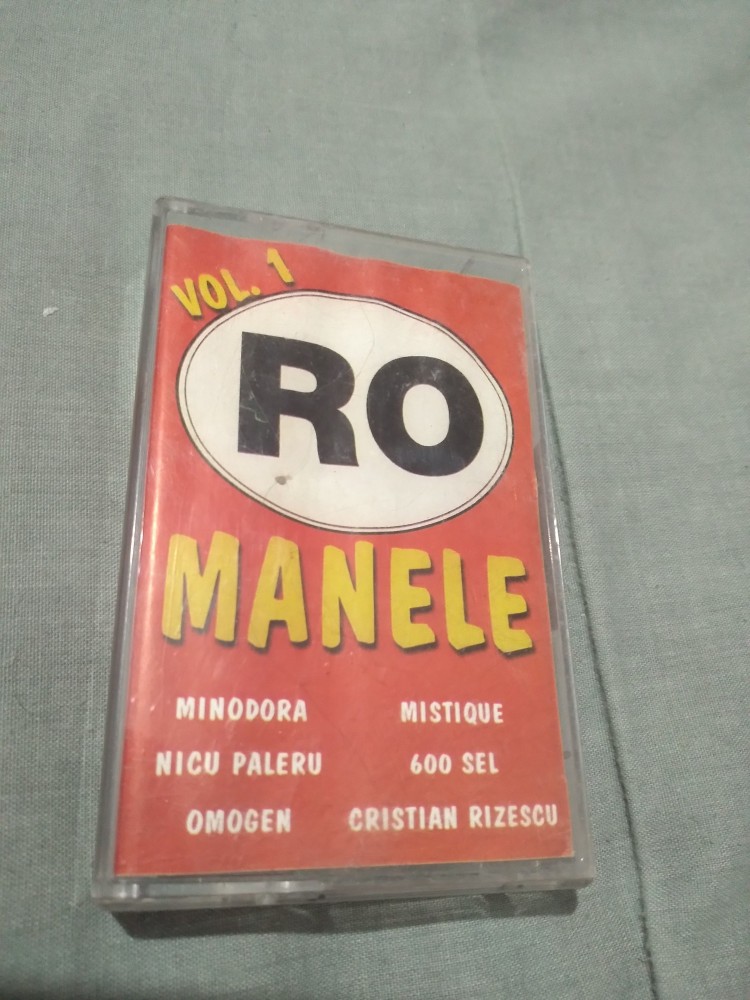 VOL. 1
RO
MANELE
MINODORA MISTIQUE
NICU PALERU 600 SEL
OMOGEN CRISTIAN RIZESCU